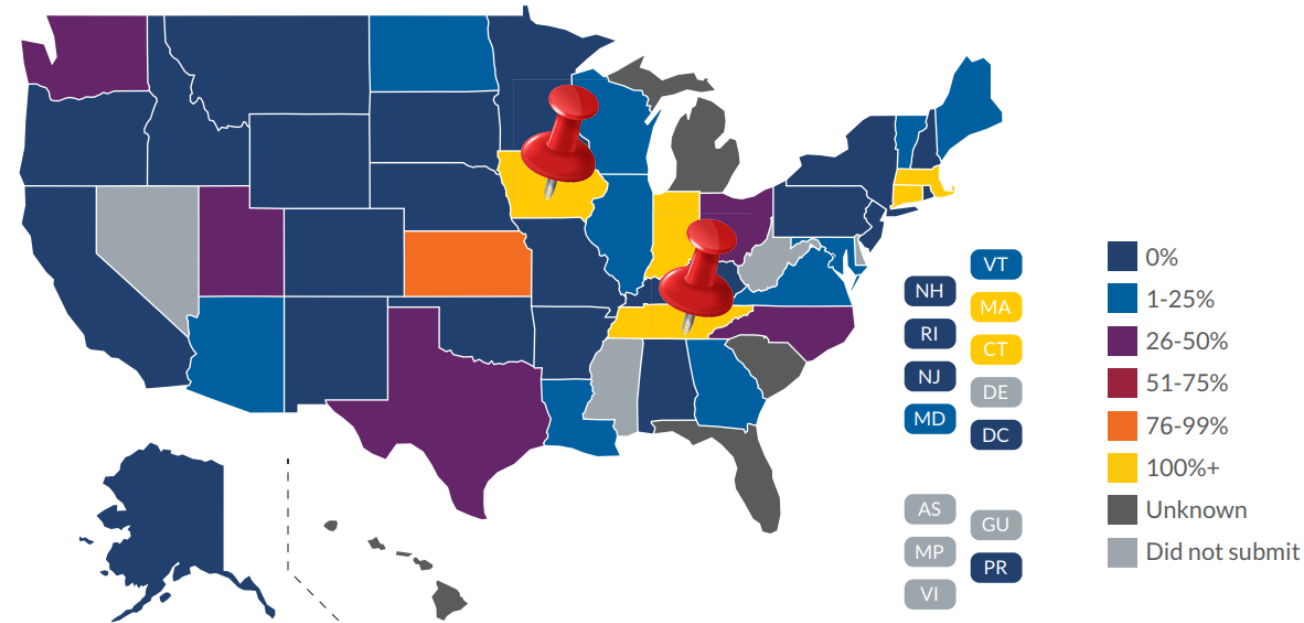 VT
NH
MA
RI
CT
NJ
DE
MD
DC
AS
GU
MP
PR
VI
0%
1-25%
26-50%
51-75%
76-99%
100%+
Unknown
Did not submit